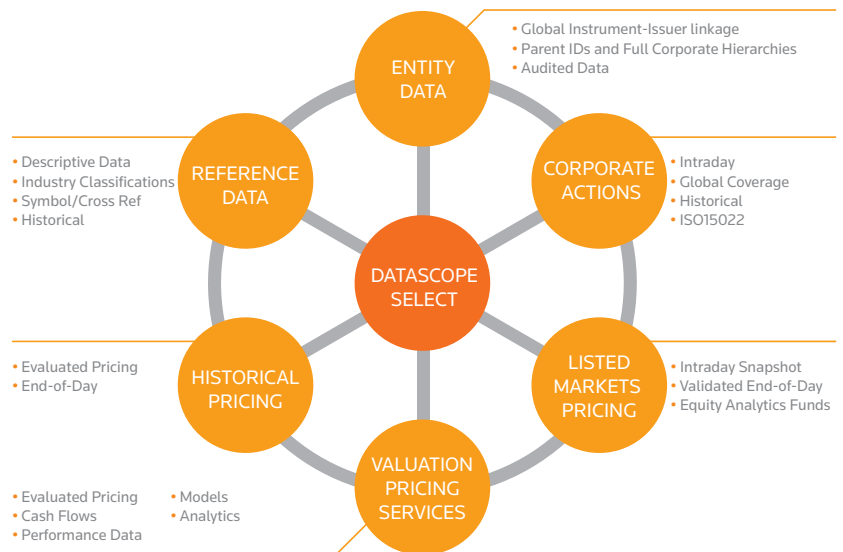 ENTITY
DATA
• Global Instrument-Issuer linkage
• Parent IDs and Full Corporate Hierarchies
• Audited Data
REFERENCE
DATA
• Descriptive Data
• Industry Classifications
• Symbol/Cross Ref
• Historical
CORPORATE
ACTIONS
• Intraday
• Global Coverage
• Historical
• ISO15022
DATASCOPE
SELECT
HISTORICAL
PRICING
• Evaluated Pricing
• End-of-Day
LISTED
MARKETS
PRICING
• Intraday Snapshot
• Validated End-of-Day
• Equity Analytics Funds
VALUATION
PRICING
SERVICES
• Evaluated Pricing
• Cash Flows
• Performance Data
• Models
• Analytics